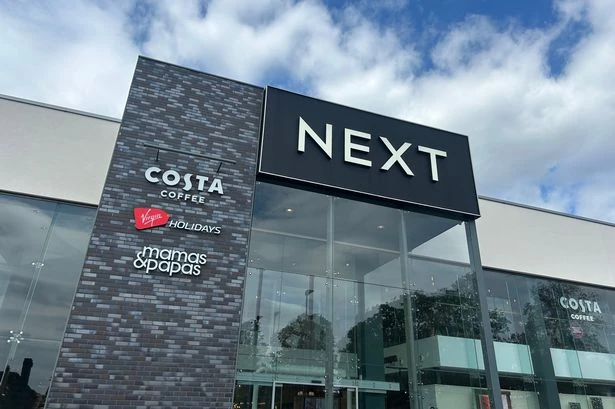 NEXT
COSTA
COFFEE
Virgin HOLIDAYS
mamas
&papas
COSTA
COFFEE